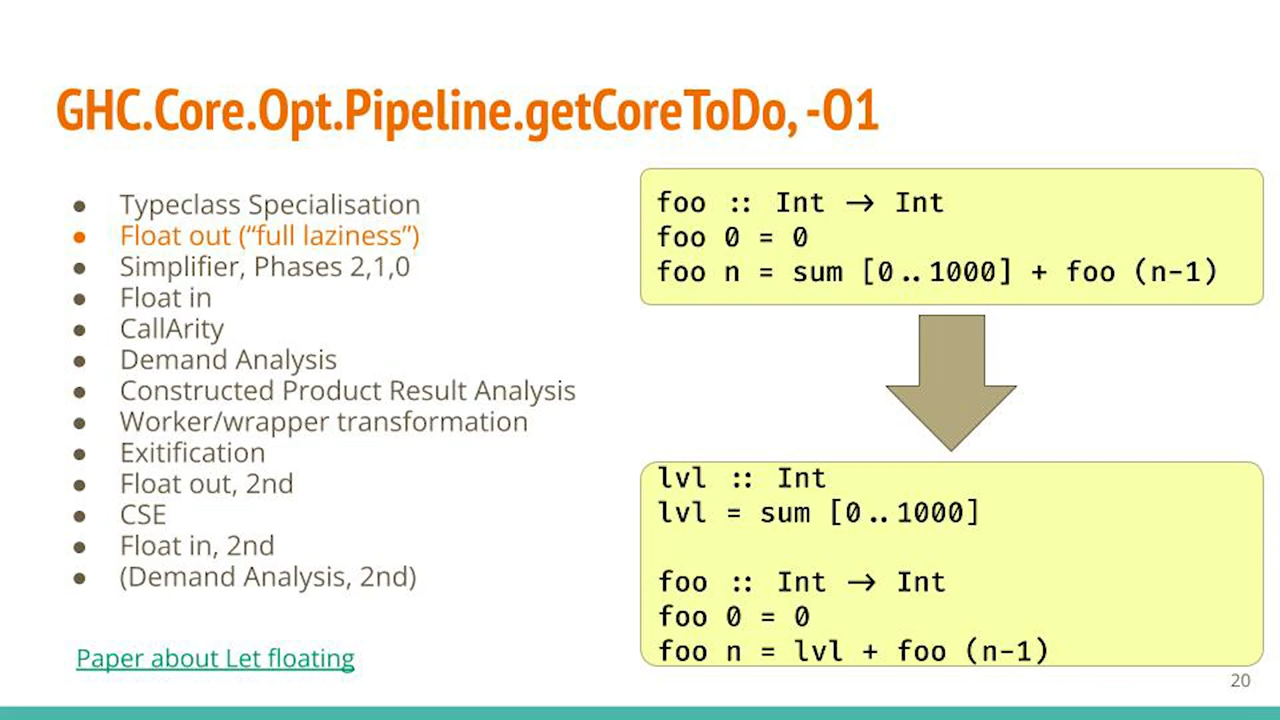 GHC.Core.Opt.Pipeline.getCoreToDo, -O1
● Typeclass Specialisation
● Float out (“full laziness”)
● Simplifier, Phases 2,1,0
● Float in
● CallArity
● Demand Analysis
● Constructed Product Result Analysis
● Worker/wrapper transformation
● Exitification
● Float out, 2nd
● CSE
● Float in, 2nd
● (Demand Analysis, 2nd)
Paper about Let floating
foo :: Int → Int
foo 0 = 0
foo n = sum [0..1000] + foo (n-1)
lvl :: Int
lvl = sum [0..1000]
foo :: Int → Int
foo 0 = 0
foo n = lvl + foo (n-1)
20